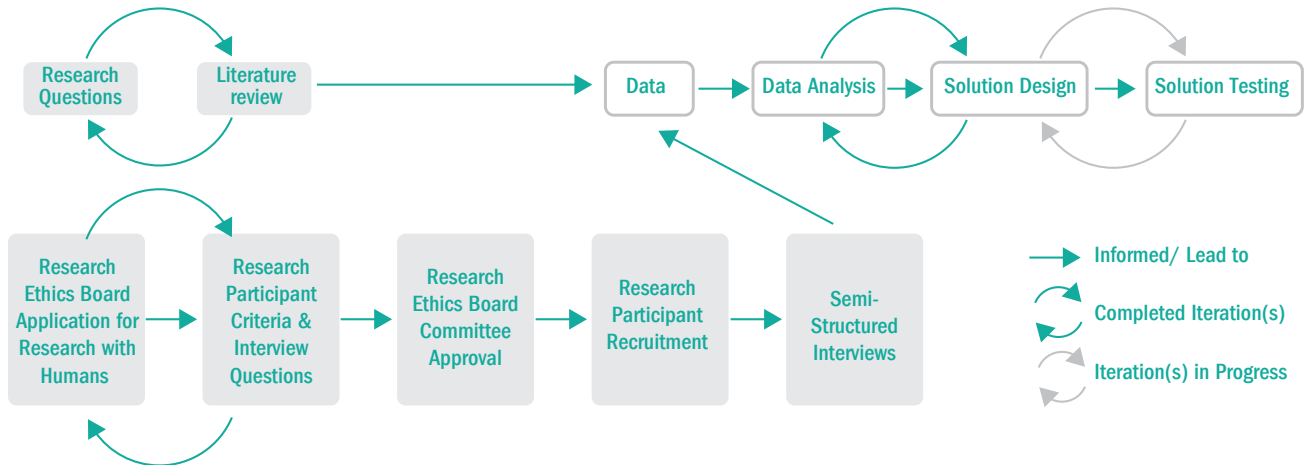 Research
Questions
Literature
review
Data
Data Analysis
Solution Design
Solution Testing
Research
Ethics Board
Application for
Research with
Humans
Research
Participant
Criteria &
Interview
Questions
Research
Ethics Board
Committee
Approval
Research
Participant
Recruitment
Semi-
Structured
Interviews
Informed/ Lead to
Completed Iteration(s)
Iteration(s) in Progress